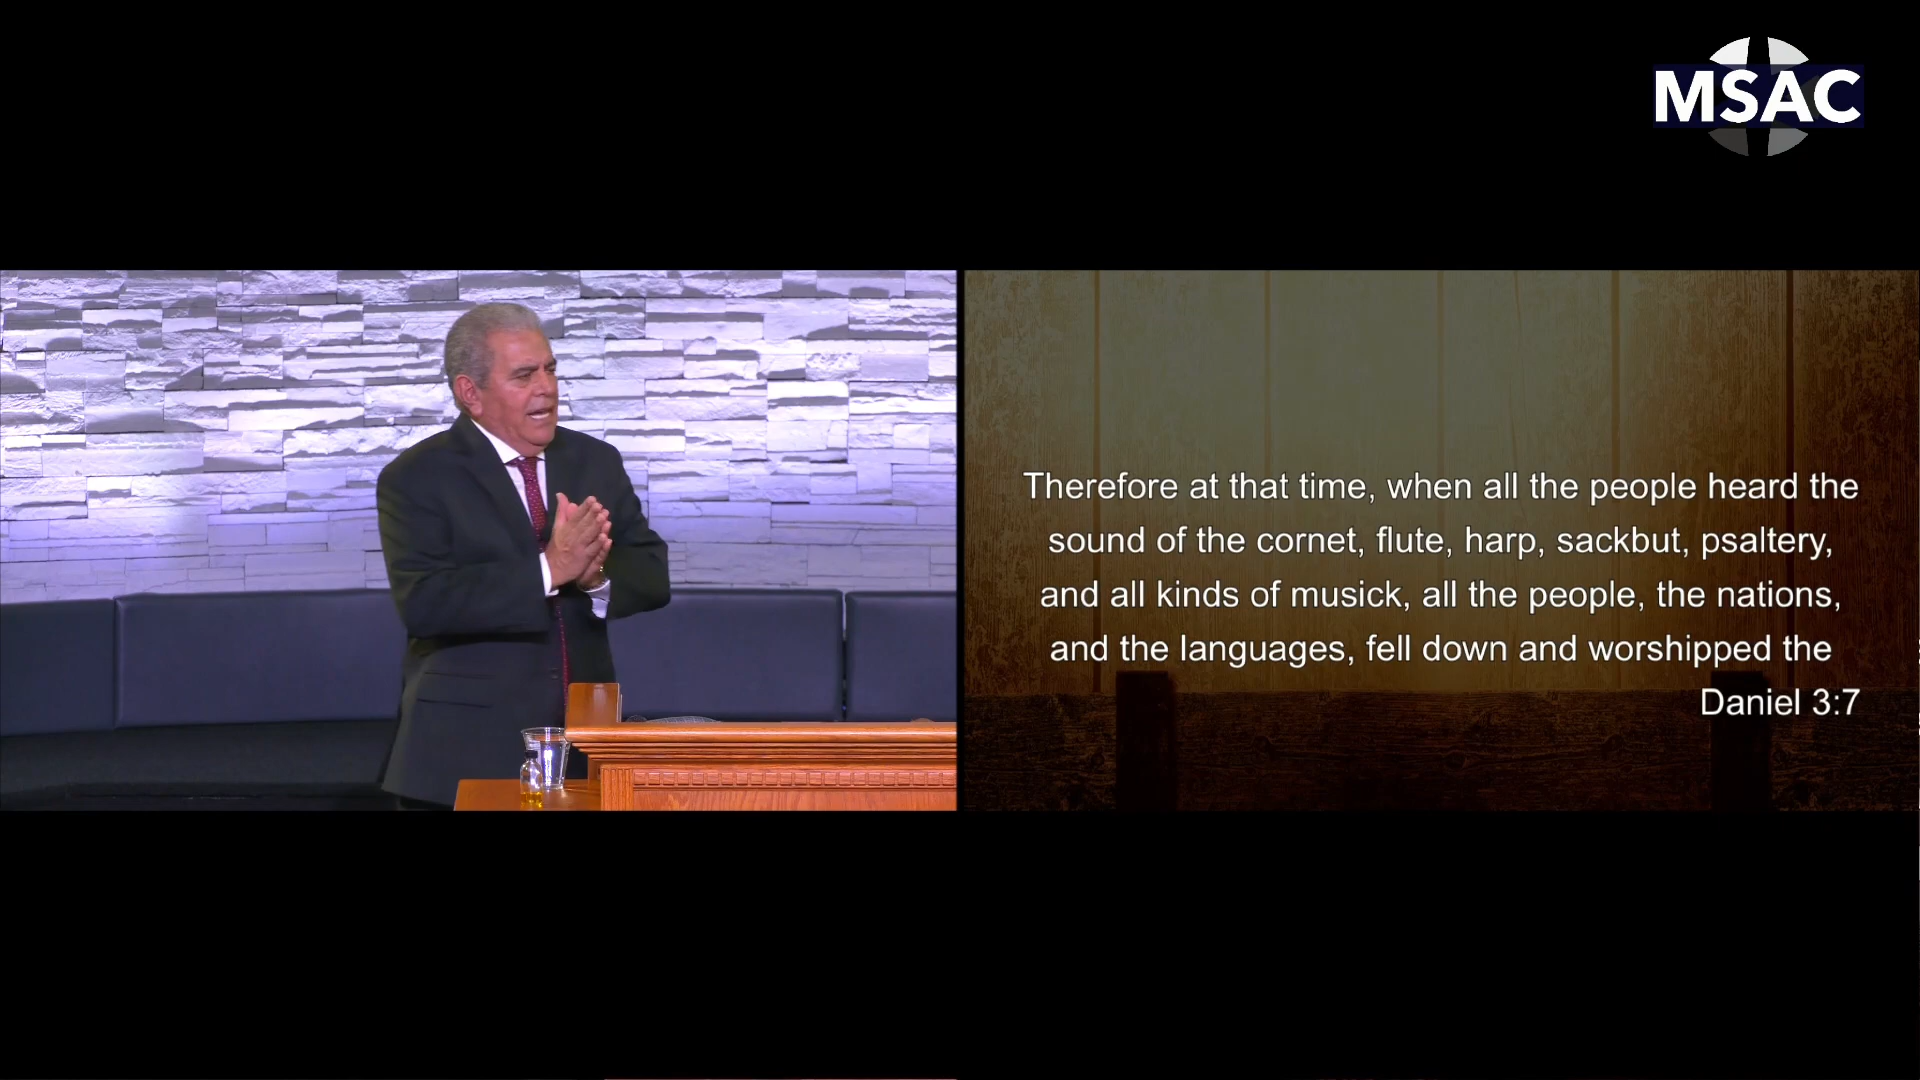 MSAC
Therefore at that time, when all the people heard the
sound of the cornet, flute, harp, sackbut, psaltery,
and all kinds of musick, all the people, the nations,
and the languages, fell down and worshipped the
Daniel 3:7